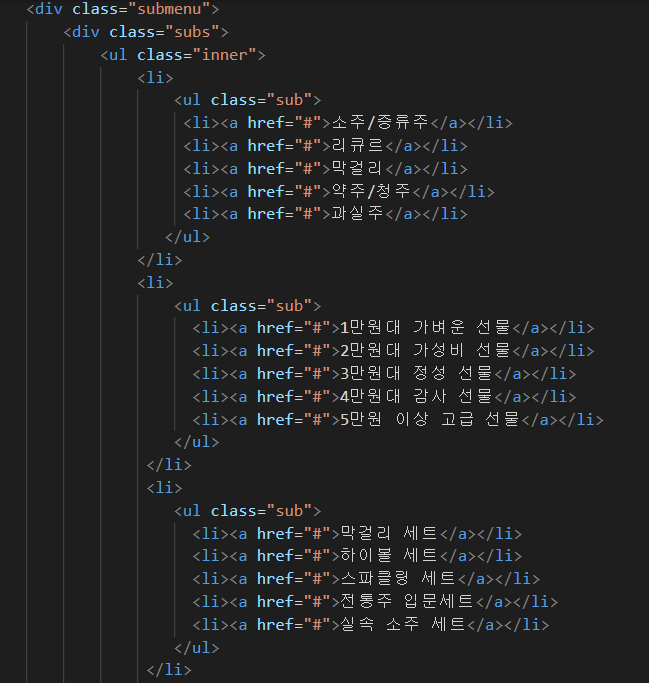 <div class="submenu">
<div class="subs">
<ul class="inner">
<li>
<ul class="sub">
<li><a href="#">소주/증류주</a></li>
<li><a href="#">리큐르</a></li>
<li><a href="#">막걸리</a></li>
<li><a href="#">약주/청주</a></li>
<li><a href="#">과실주</a></li>
</ul>
</li>
<li>
<ul class="sub">
<li><a href="#">1만원대 가벼운 선물</a></li>
<li><a href="#">2만원대 가성비 선물</a></li>
<li><a href="#">3만원대 정성 선물</a></li>
<li><a href="#">4만원대 감사 선물</a></li>
<li><a href="#">5만원 이상 고급 선물</a></li>
</ul>
</li>
<li>
<ul class="sub">
<li><a href="#">막걸리 세트</a></li>
<li><a href="#">하이볼 세트</a></li>
<li><a href="#">스파클링 세트</a></li>
<li><a href="#">전통주 입문세트</a></li>
<li><a href="#">실속 소주 세트</a></li>
</ul>
</li>